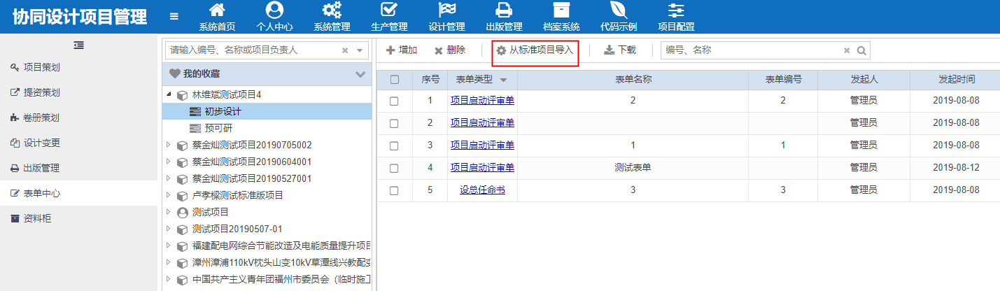 协同设计项目管理
系统首页 个人中心 系统管理 生产管理 设计管理 出版管理 档案系统 代码示例 项目配置
项目策划
提资策划
卷册策划
设计变更
出版管理
表单中心
资料柜
请输入编号、名称或项目负责人
我的收藏
林维斌测试项目4
初步设计
预可研
蔡金灿测试项目20190705002
蔡金灿测试项目20190604001
蔡金灿测试项目20190527001
卢孝樑测试标准版项目
测试项目
测试项目20190507-01
福建配电网综合节能改造及电能质量提升项目
漳州漳浦110kV枕头山变10kV草潭线兴教配变
中国共产主义青年团福州市委员会（临时施工
增加 删除 从标准项目导入 下载 编号、名称
序号 表单类型 表单名称 表单编号 发起人 发起时间
1 项目启动评审单 2 2 管理员 2019-08-08
2 项目启动评审单 管理员 2019-08-08
3 项目启动评审单 1 1 管理员 2019-08-08
4 项目启动评审单 测试表单 管理员 2019-08-12
5 设总任命书 3 3 管理员 2019-08-08